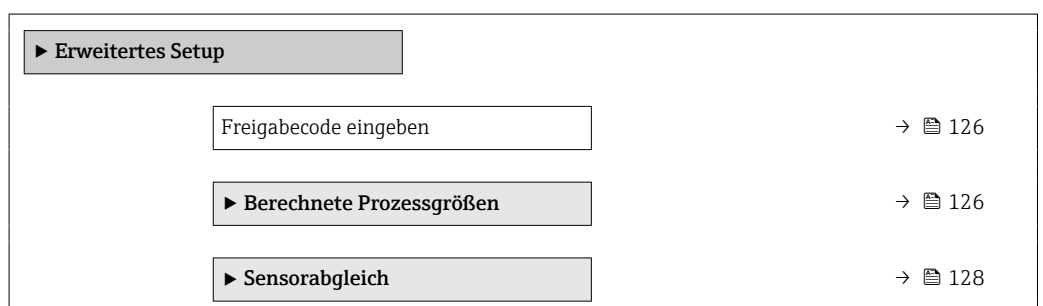 ▶ Erweitertes Setup
Freigabecode eingeben → 126
▶ Berechnete Prozessgrößen → 126
▶ Sensorabgleich → 128